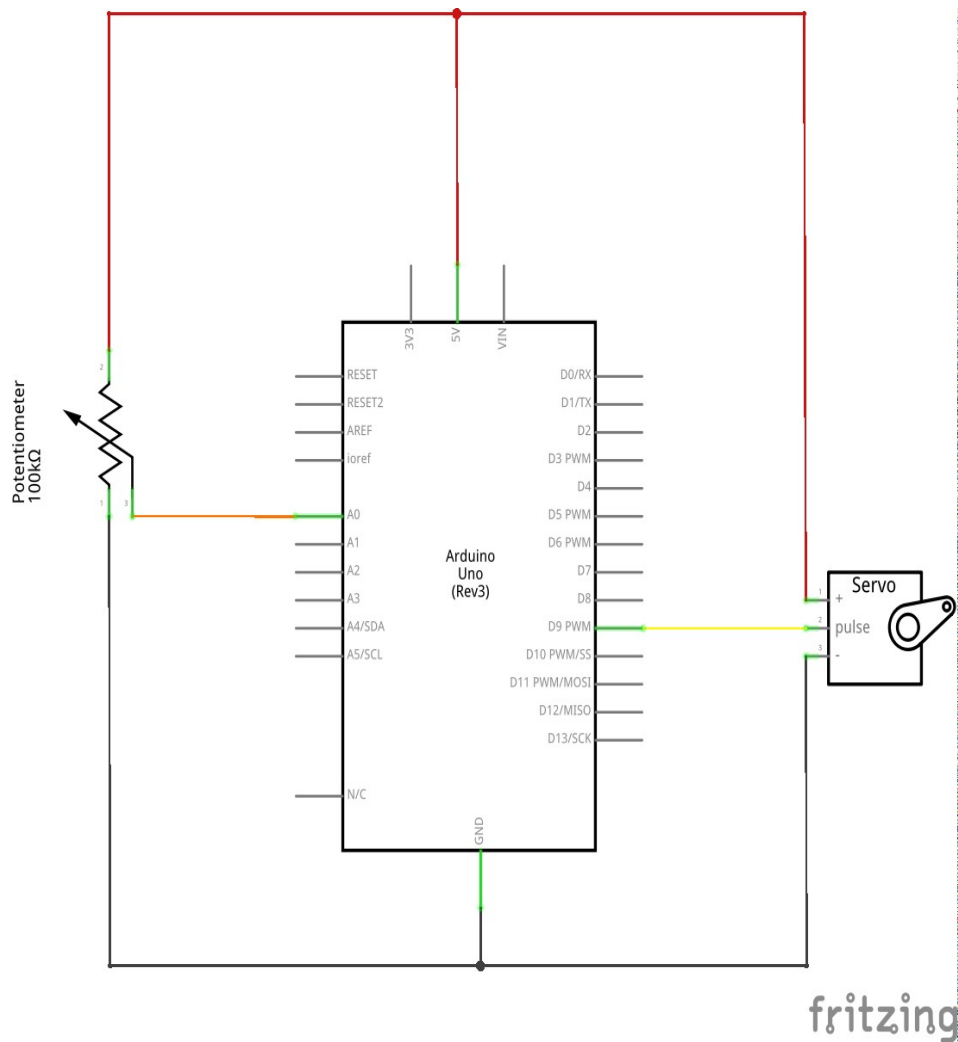 3V3
5V
VIN
Potentiometer
100kΩ
2
1
3
RESET
RESET2
AREF
ioref
A0
A1
A2
A3
A4/SDA
A5/SCL
N/C
Arduino
Uno
(Rev3)
D0/RX
D1/TX
D2
D3 PWM
D4
D5 PWM
D6 PWM
D7
D8
D9 PWM
D10 PWM/SS
D11 PWM/MOSI
D12/MISO
D13/SCK
GND
Servo
1
+
2
pulse
3
-
fritzing